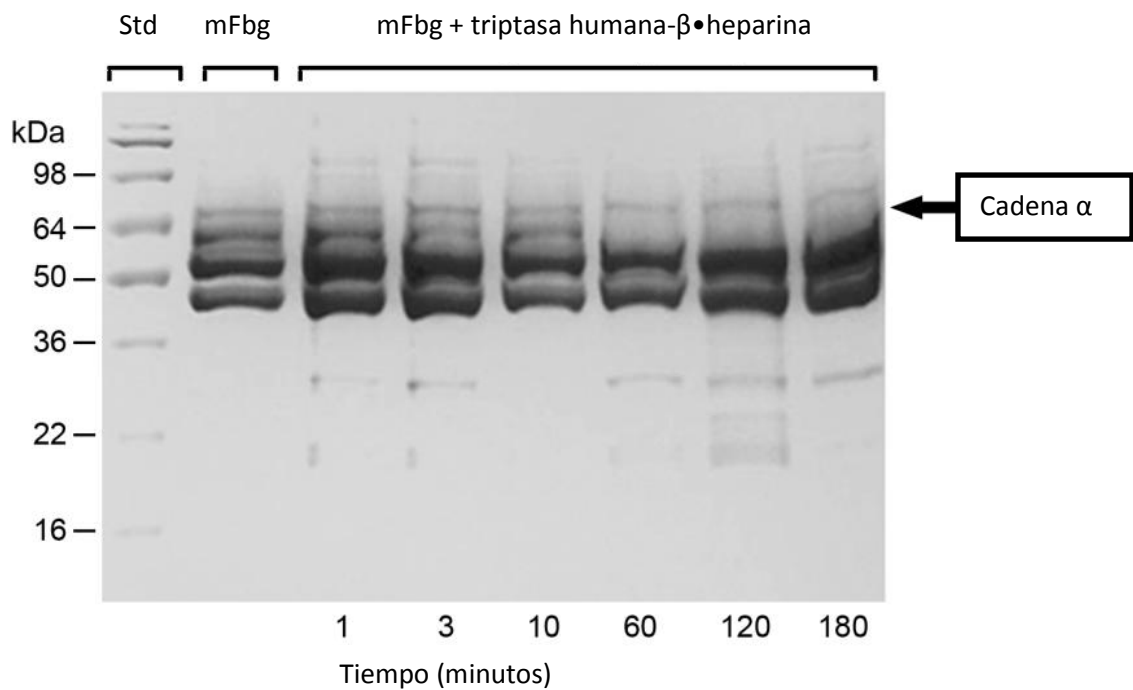 Std mFbg mFbg + triptasa humana-β•heparina
kDa
98
64
50
36
22
16
Cadena α
1 3 10 60 120 180
Tiempo (minutos)